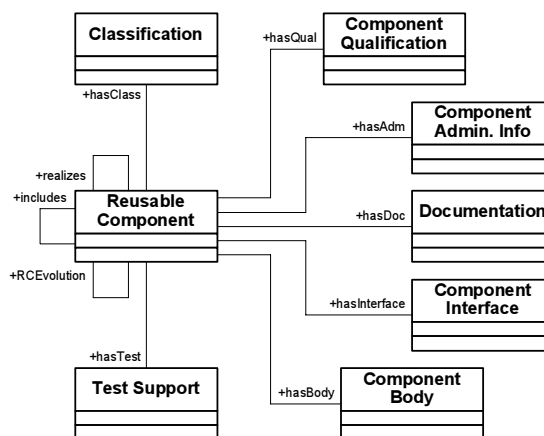 Classification
Component
Qualification
+hasQual
+hasClass
Component
Admin. Info
+hasAdm
+realizes
+includes
Reusable
Component
Documentation
+hasDoc
+RCEvolution
Component
Interface
+hasInterface
+hasTest
Test Support
Component
Body
+hasBody